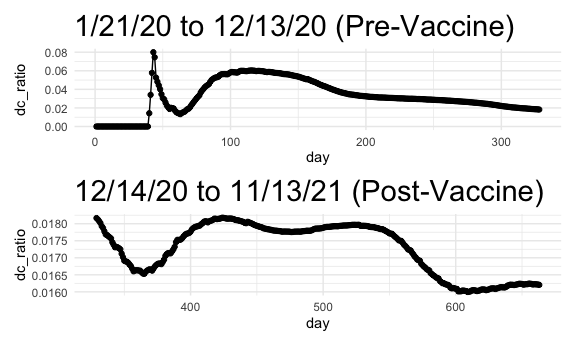 1/21/20 to 12/13/20 (Pre-Vaccine)
dc_ratio
0.08
0.06
0.04
0.02
0.00
0 100 200 300
day
12/14/20 to 11/13/21 (Post-Vaccine)
dc_ratio
0.0180
0.0175
0.0170
0.0165
0.0160
400 500 600
day